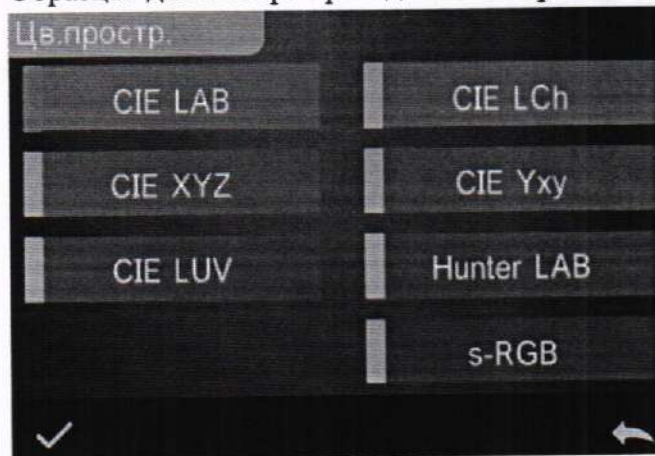 Цв.простр.
CIE LAB
CIE LCh
CIE XYZ
CIE Yxy
CIE LUV
Hunter LAB
s-RGB